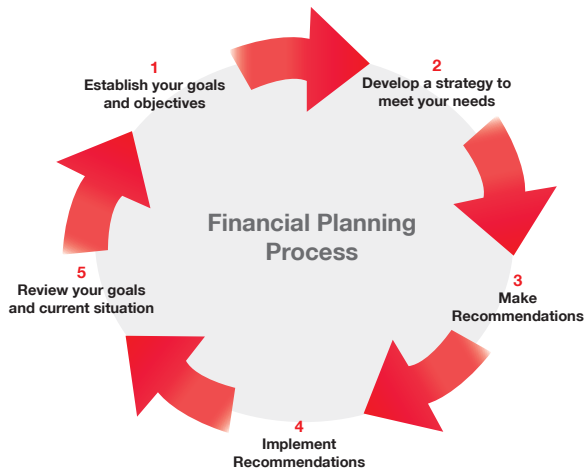 1
Establish your goals
and objectives
2
Develop a strategy to
meet your needs
Financial Planning
Process
3
Make
Recommendations
4
Implement
Recommendations
5
Review your goals
and current situation